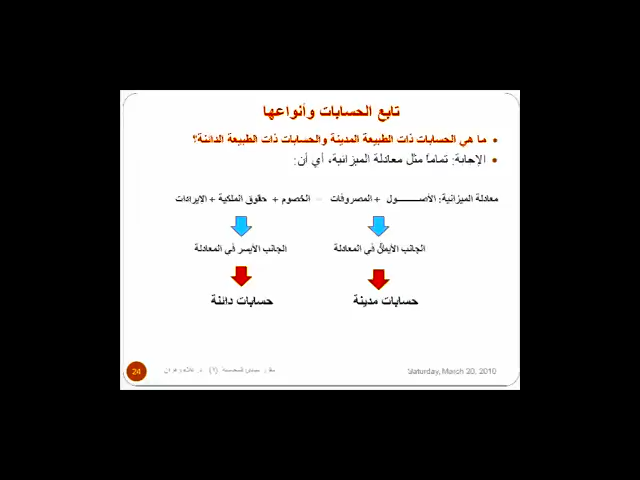 تابع الحسابات وأنواعها
ما هي الحسابات ذات الطبيعة المدينة والحسابات ذات الطبيعة الدائنة؟
الإجابة: تماماً مثل معادلة الميزانية، أي أن:
معادلة الميزانية: الأصـــــــول + المصروفات = الخصوم + حقوق الملكية + الايرادات
الجانب الأيمن في المعادلة
الجانب الأيسر في المعادلة
حسابات مدينة
حسابات دائنة
Saturday, March 20, 2010
24